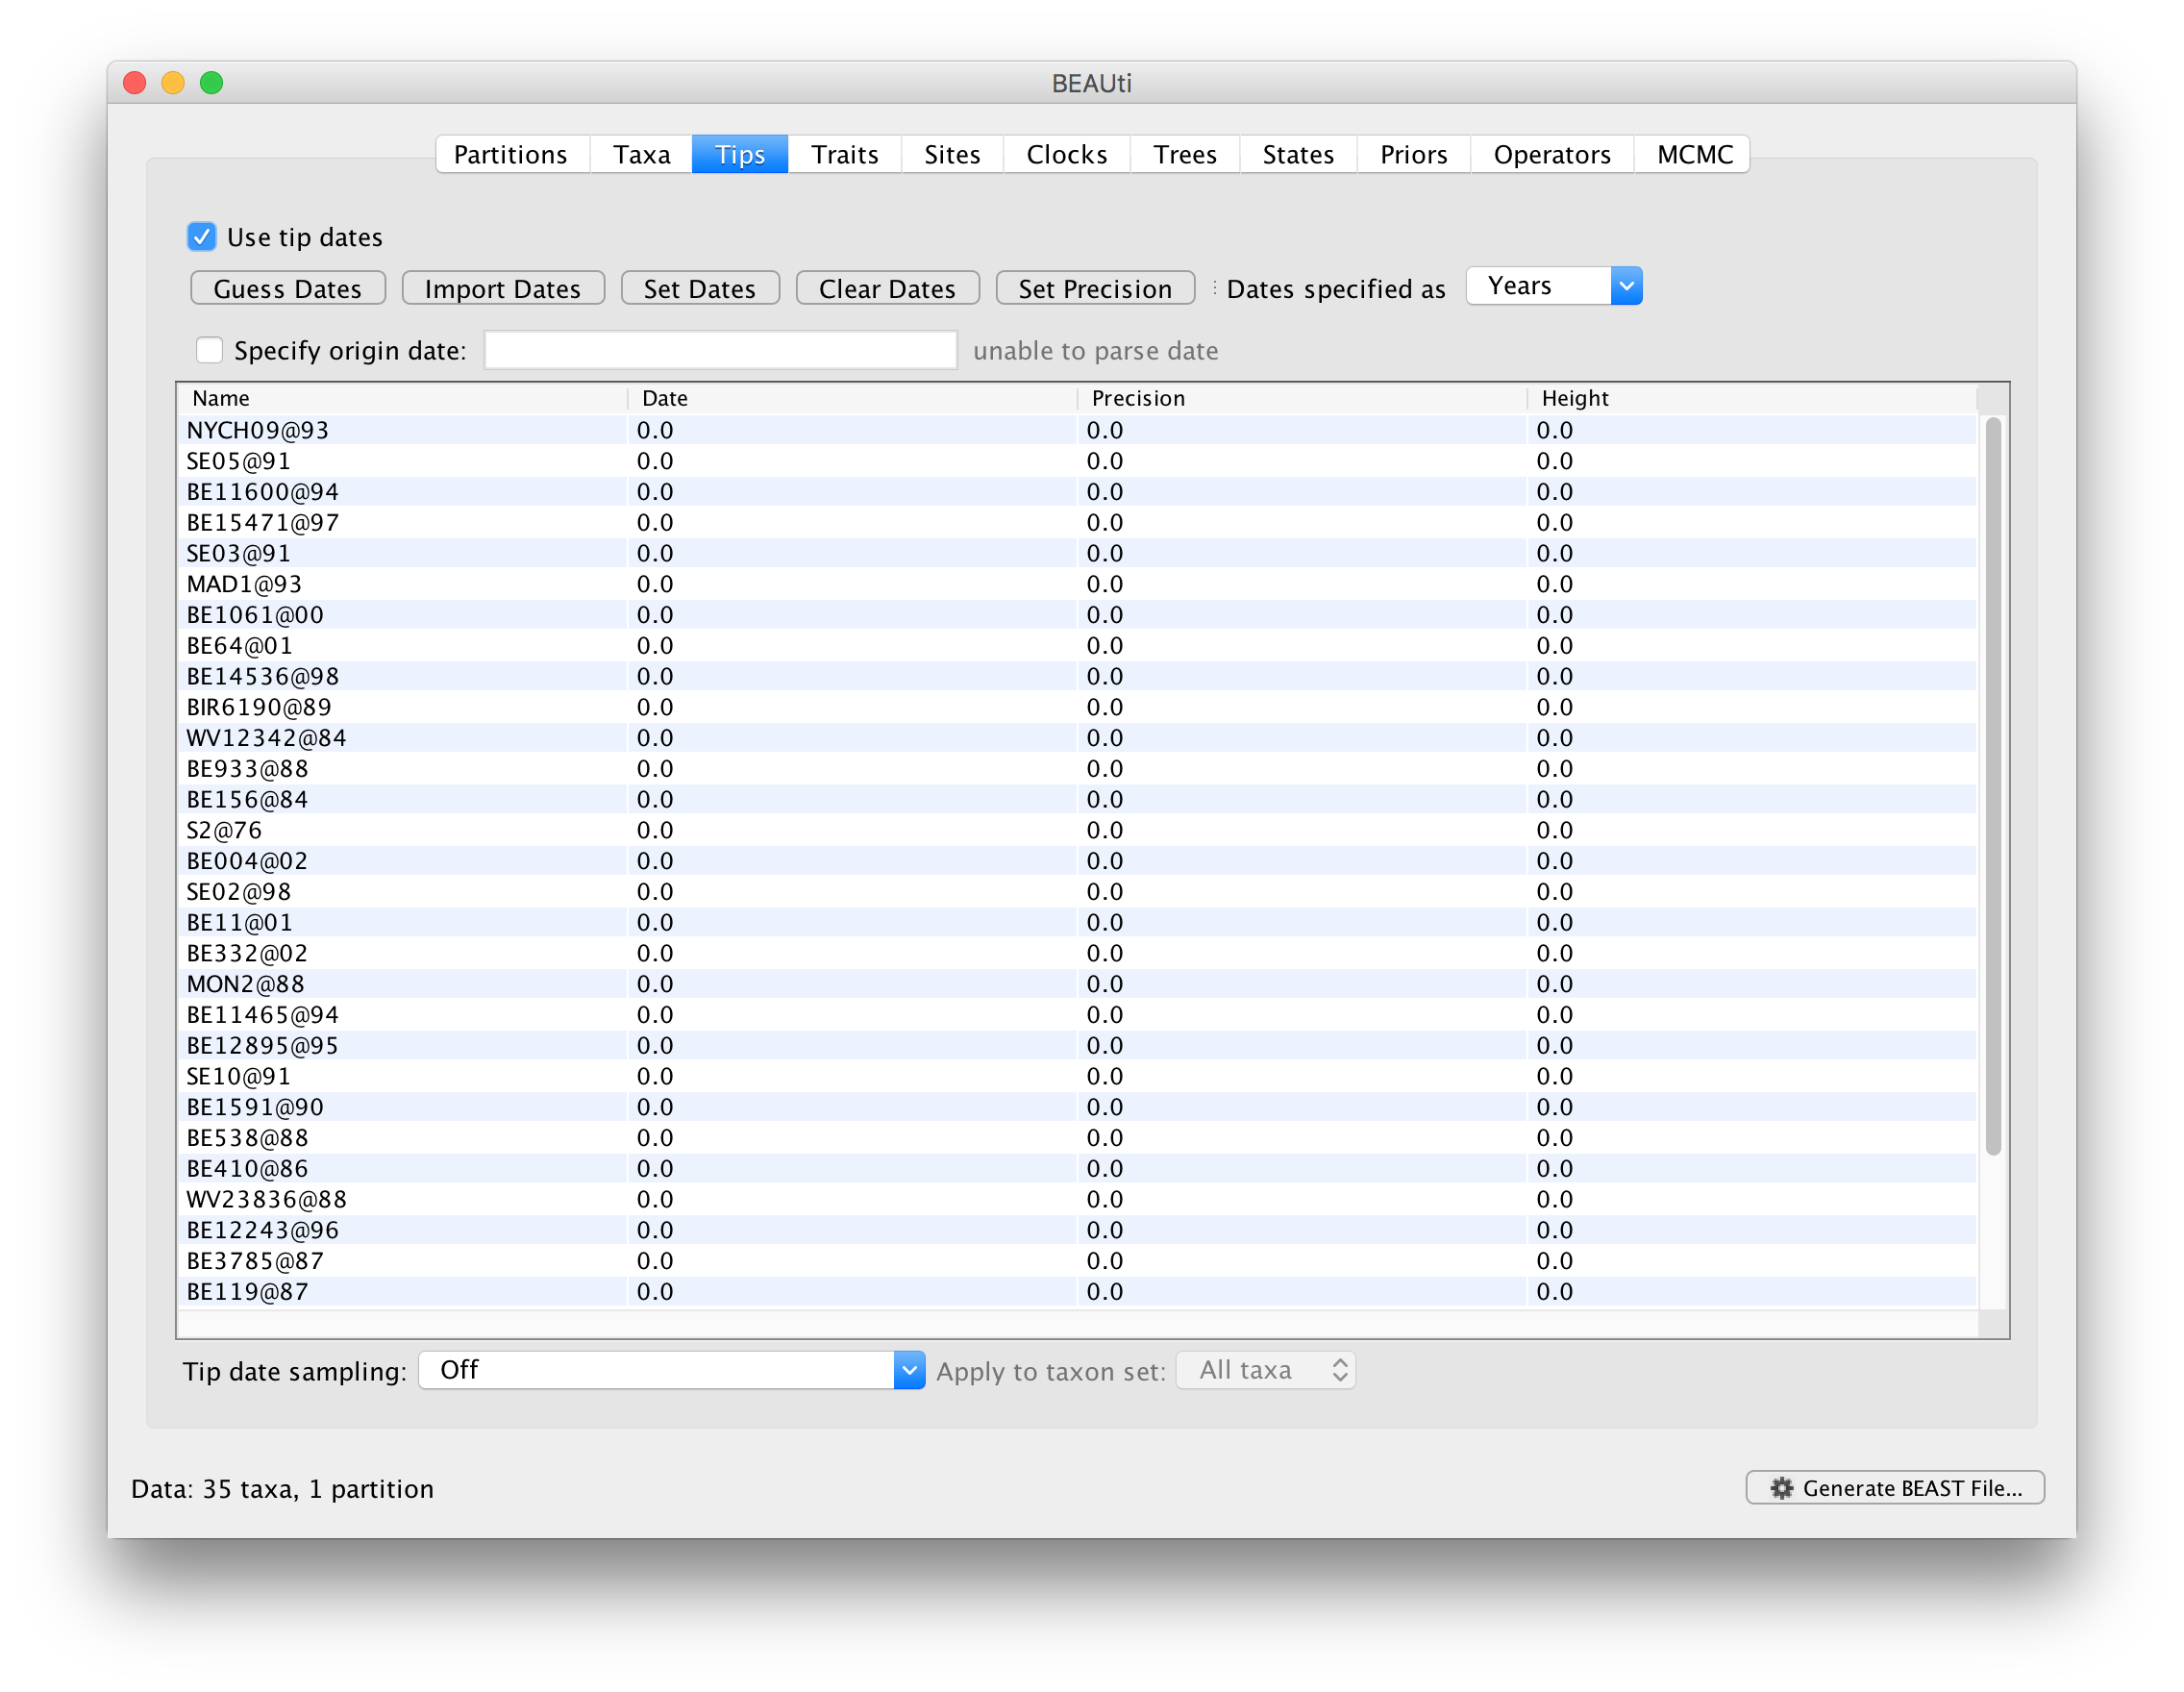 BEAUti
Partitions Taxa Tips Traits Sites Clocks Trees States Priors Operators MCMC
Use tip dates
Guess Dates Import Dates Set Dates Clear Dates Set Precision Dates specified as Years
Specify origin date: unable to parse date
Name Date Precision Height
NYCH09@93 0.0 0.0 0.0
SE05@91 0.0 0.0 0.0
BE11600@94 0.0 0.0 0.0
BE15471@97 0.0 0.0 0.0
SE03@91 0.0 0.0 0.0
MAD1@93 0.0 0.0 0.0
BE1061@00 0.0 0.0 0.0
BE64@01 0.0 0.0 0.0
BE14536@98 0.0 0.0 0.0
BIR6190@89 0.0 0.0 0.0
WV12342@84 0.0 0.0 0.0
BE933@88 0.0 0.0 0.0
BE156@84 0.0 0.0 0.0
S2@76 0.0 0.0 0.0
BE004@02 0.0 0.0 0.0
SE02@98 0.0 0.0 0.0
BE11@01 0.0 0.0 0.0
BE332@02 0.0 0.0 0.0
MON2@88 0.0 0.0 0.0
BE11465@94 0.0 0.0 0.0
BE12895@95 0.0 0.0 0.0
SE10@91 0.0 0.0 0.0
BE1591@90 0.0 0.0 0.0
BE538@88 0.0 0.0 0.0
BE410@86 0.0 0.0 0.0
WV23836@88 0.0 0.0 0.0
BE12243@96 0.0 0.0 0.0
BE3785@87 0.0 0.0 0.0
BE119@87 0.0 0.0 0.0
Tip date sampling: Off Apply to taxon set: All taxa
Data: 35 taxa, 1 partition Generate BEAST File...